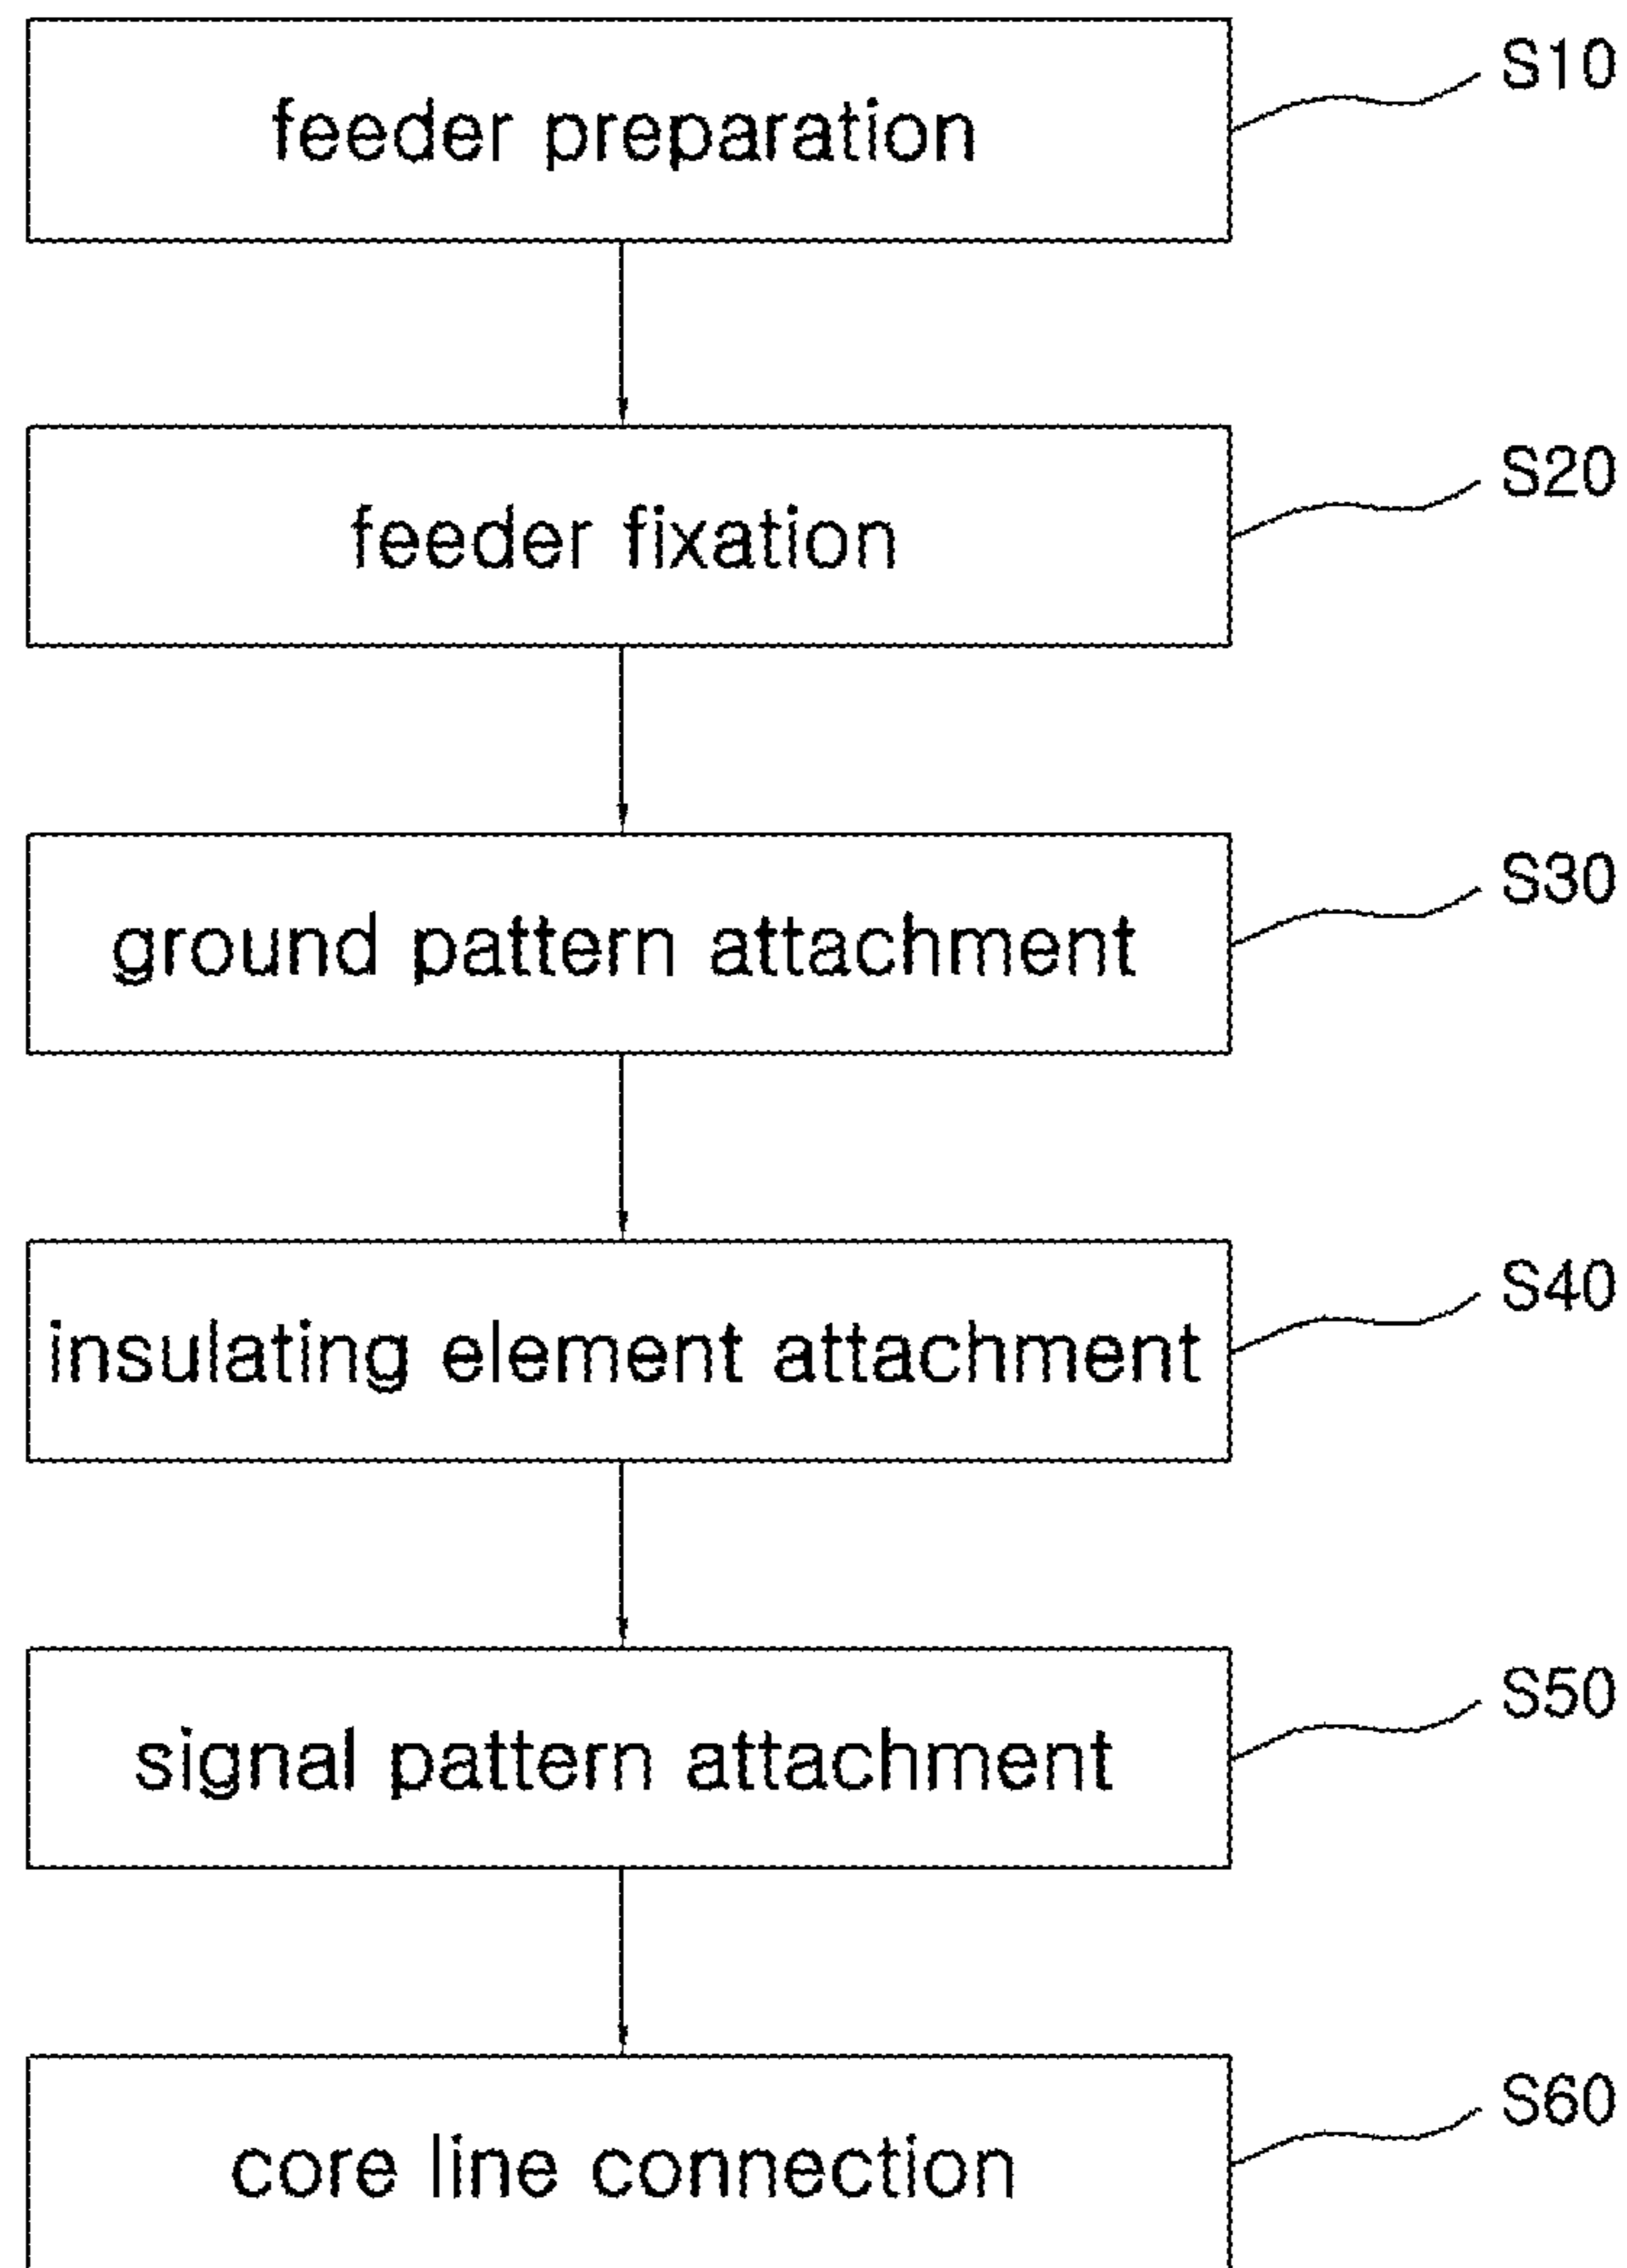 feeder preparation
S10
feeder fixation
S20
ground pattern attachment
S30
insulating element attachment
S40
signal pattern attachment
S50
core line connection
S60